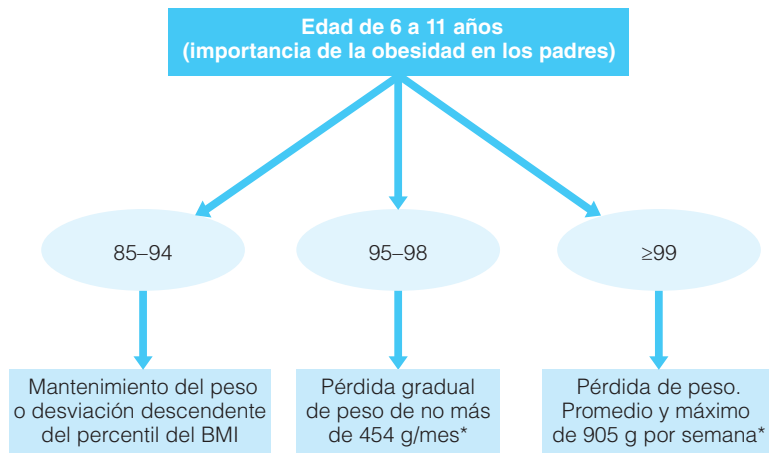 Edad de 6 a 11 años
(importancia de la obesidad en los padres)
85–94
95–98
≥99
Mantenimiento del peso
o desviación descendente
del percentil del BMI
Pérdida gradual
de peso de no más
de 454 g/mes*
Pérdida de peso.
Promedio y máximo
de 905 g por semana*